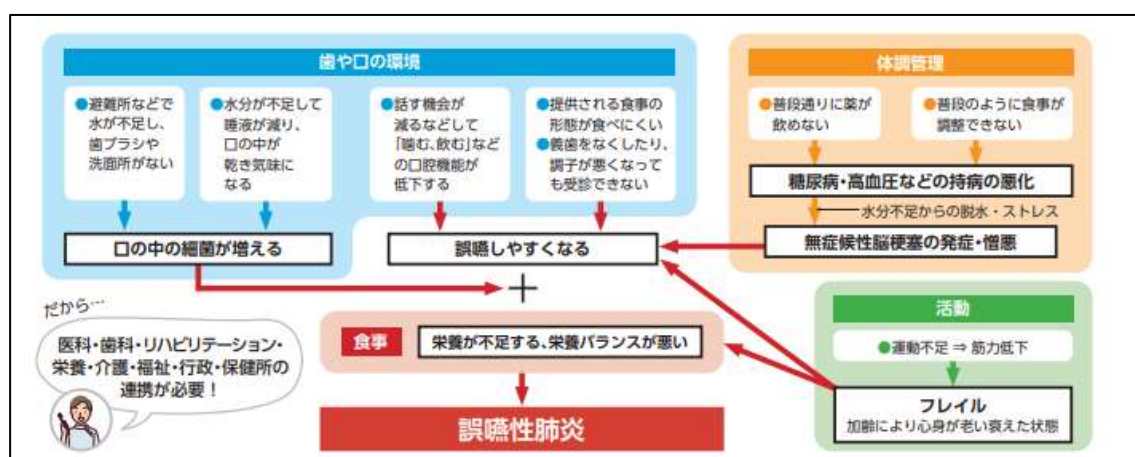 歯や口の環境
●避難所などで
水が不足し、
歯ブラシや
洗面所がない
●水分が不足して
唾液が減り、
口の中が
乾き気味に
なる
●話す機会が
減るなどして
「噛む、飲む」など
の口腔機能が
低下する
●提供される食事の
形態が食べにくい
●義歯をなくしたり、
調子が悪くなって
も受診できない
口の中の細菌が増える
誤嚥しやすくなる
体調管理
●普段通りに薬が
飲めない
●普段のように食事が
調整できない
糖尿病・高血圧などの持病の悪化
水分不足からの脱水・ストレス
無症候性脳梗塞の発症・憎悪
+
活動
●運動不足⇒筋力低下
フレイル
加齢により心身が老い衰えた状態
食事
栄養が不足する、栄養バランスが悪い
誤嚥性肺炎
だから…
医科・歯科・リハビリテーション・
栄養・介護・福祉・行政・保健所の
連携が必要！